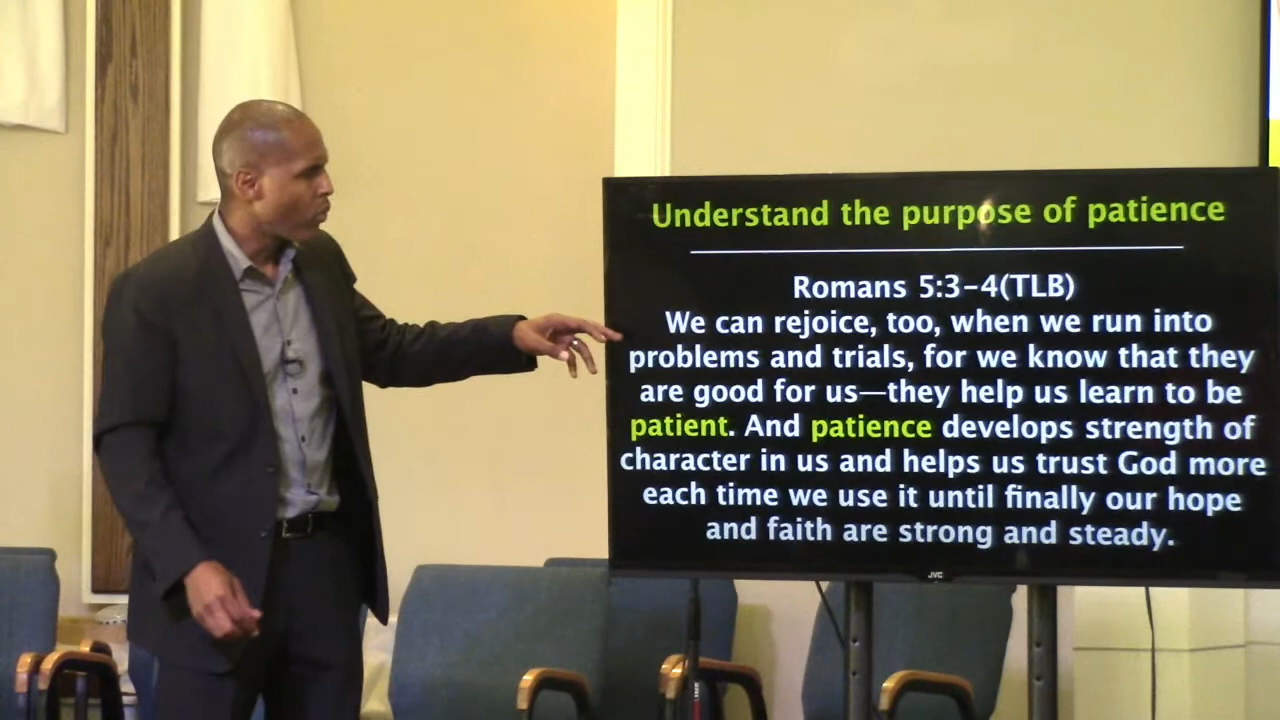 Understand the purpose of patience
Romans 5:3-4(TLB)
We can rejoice, too, when we run into
problems and trials, for we know that they
are good for us—they help us learn to be
patient. And patience develops strength of
character in us and helps us trust God more
each time we use it until finally our hope
and faith are strong and steady.
JVC